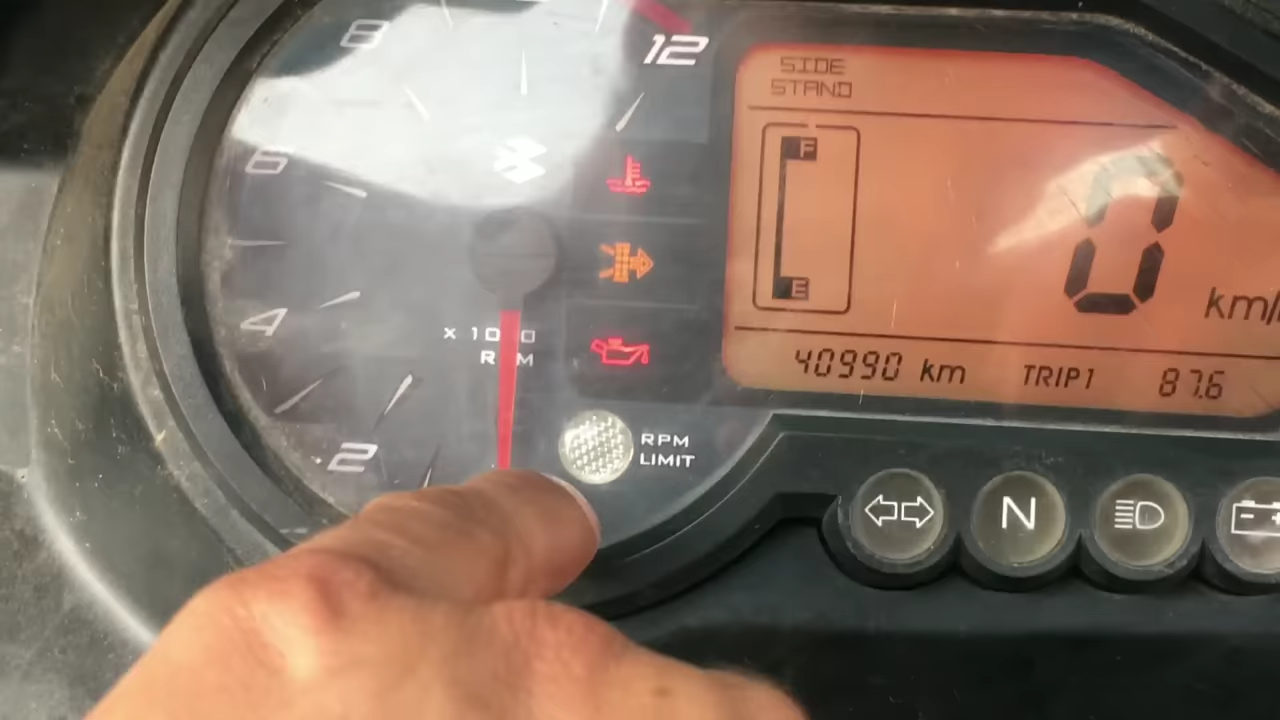 8
12
6
4
2
x 1000
RPM
RPM
LIMIT
SIDE
STAND
F
E
0
km/
40990 km
TRIP1
87.6
N